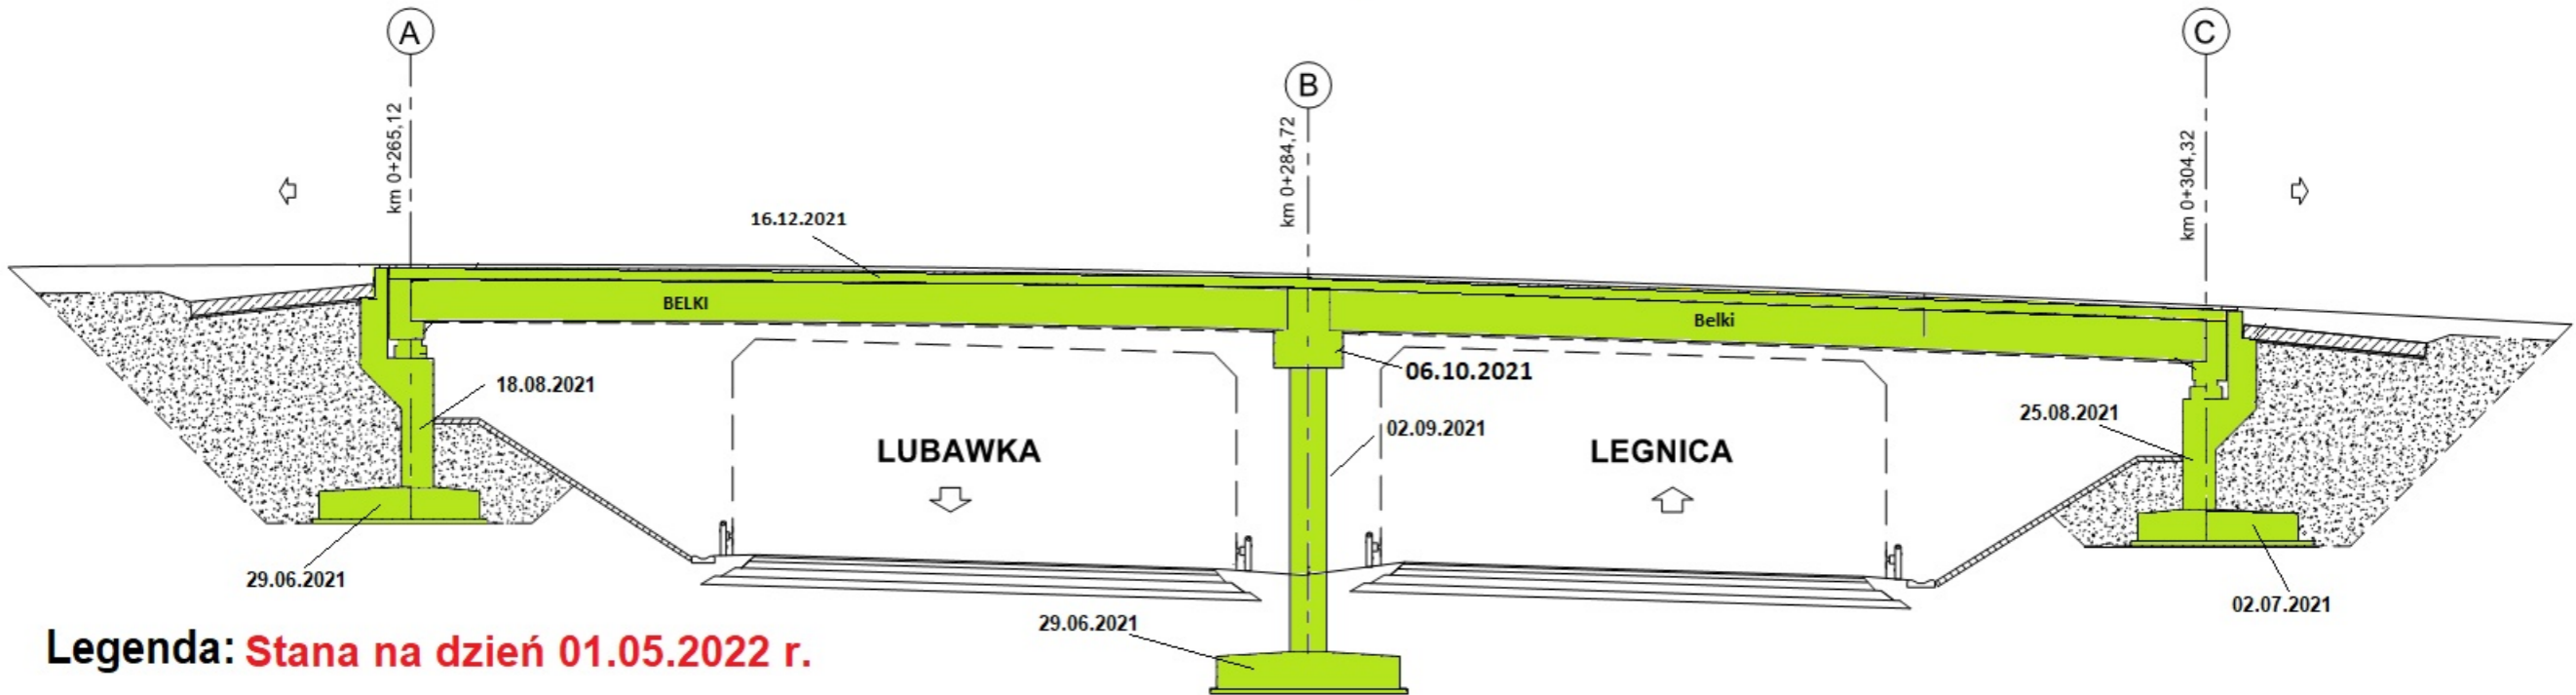 A
B
C
km 0+265,12
km 0+284,72
km 0+304,32
16.12.2021
BELKI
Belki
18.08.2021
06.10.2021
02.09.2021
25.08.2021
LUBAWKA
LEGNICA
29.06.2021
02.07.2021
29.06.2021
Legenda: Stana na dzień 01.05.2022 r.